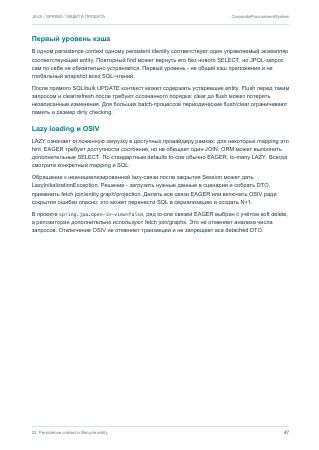 JAVA / SPRING / ЗАЩИТА ПРОЕКТА
CorporateProcurementSystem
Первый уровень кэша
В одном persistence context одному persistent identity соответствует один управляемый экземпляр
соответствующей entity. Повторный find может вернуть его без нового SELECT, но JPQL-запрос
сам по себе не обязательно устраняется. Первый уровень - не общий кэш приложения и не
глобальный snapshot всех SQL-чтений.
После прямого SQL/bulk UPDATE контекст может содержать устаревшие entity. Flush перед таким
запросом и clear/refresh после требуют осознанного порядка: clear до flush может потерять
незаписанные изменения. Для больших batch-процессов периодические flush/clear ограничивают
память и размер dirty checking.
Lazy loading и OSIV
LAZY означает отложенную загрузку в доступных провайдеру рамках; для некоторых mapping это
hint. EAGER требует доступности состояния, но не обещает один JOIN: ORM может выполнить
дополнительные SELECT. По стандартным defaults to-one обычно EAGER, to-many LAZY. Всегда
смотрите конкретный mapping и SQL.
Обращение к неинициализированной lazy-связи после закрытия Session может дать
LazyInitializationException. Решение - загрузить нужные данные в сценарии и собрать DTO,
применить fetch join/entity graph/projection. Делать все связи EAGER или включать OSIV ради
сокрытия ошибки опасно: это может перенести SQL в сериализацию и создать N+1.
В проекте spring.jpa.open-in-view=false, ряд to-one связей EAGER выбран с учётом soft delete,
а репозитории дополнительно используют fetch join/graphs. Это не отменяет анализа числа
запросов. Отключение OSIV не отменяет транзакции и не запрещает все detached DTO.
22. Persistence context и lifecycle entity
47